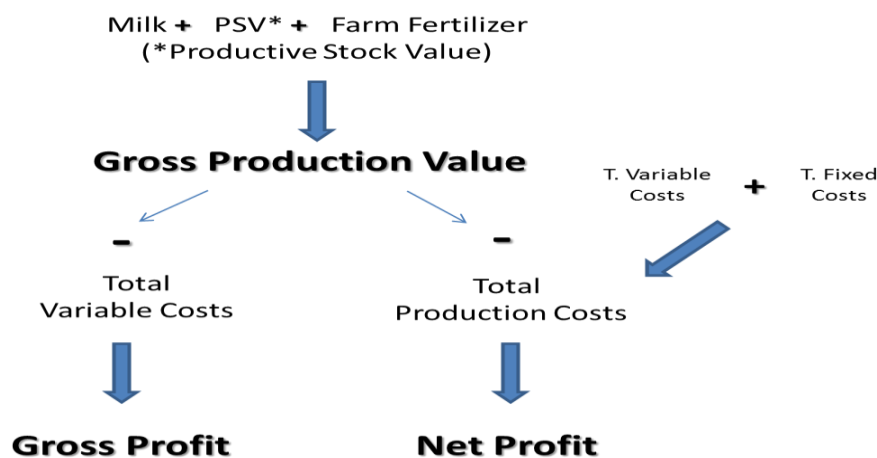 Milk + PSV* + Farm Fertilizer
(*Productive Stock Value)
Gross Production Value
T. Variable
Costs
+
T. Fixed
Costs
-
Total
Variable Costs
-
Total
Production Costs
Gross Profit
Net Profit